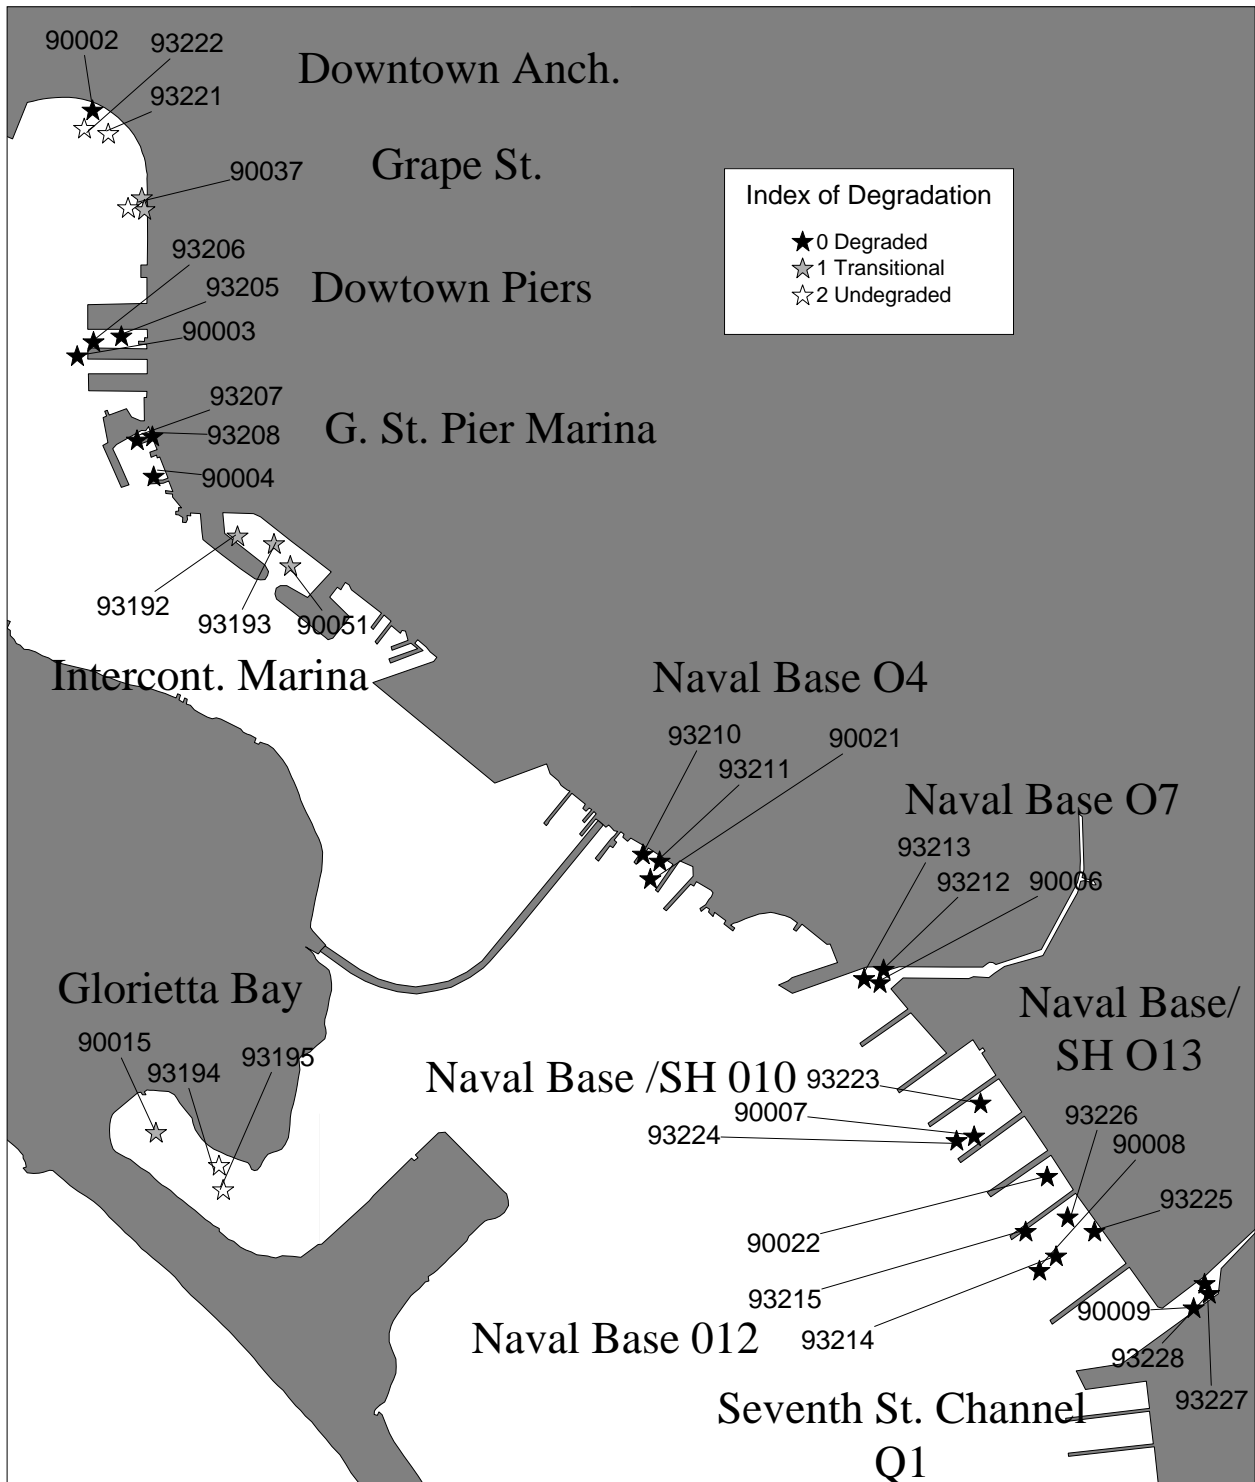 90002
93222
Downtown Anch.
93221
Grape St.
90037
Index of Degradation
0 Degraded
1 Transitional
2 Undegraded
93206
93205
Dowtown Piers
90003
93207
93208
G. St. Pier Marina
90004
93192
93193
90051
Intercont. Marina
Naval Base O4
93210
90021
93211
Naval Base O7
93213
93212
90006
Glorietta Bay
90015
93194
93195
Naval Base/
SH O13
Naval Base /SH 010
93223
90007
93224
93226
90008
93225
90022
93215
93214
Naval Base 012
90009
93228
93227
Seventh St. Channel
Q1